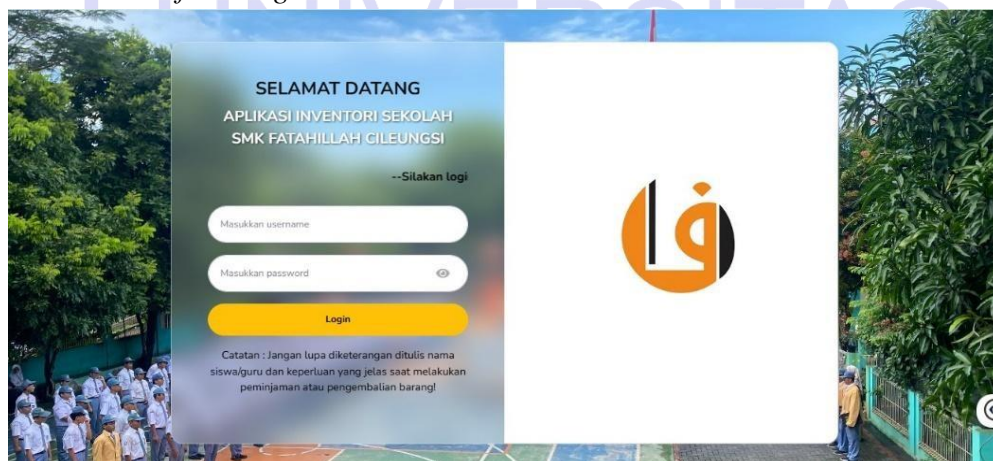 SELAMAT DATANG
APLIKASI INVENTORI SEKOLAH
SMK FATAHILLAH CILEUNGSI
--Silakan logi
Masukkan username
Masukkan password
Login
Catatan : Jangan lupa diketerangan ditulis nama
siswa/guru dan keperluan yang jelas saat melakukan
peminjaman atau pengembalian barang!